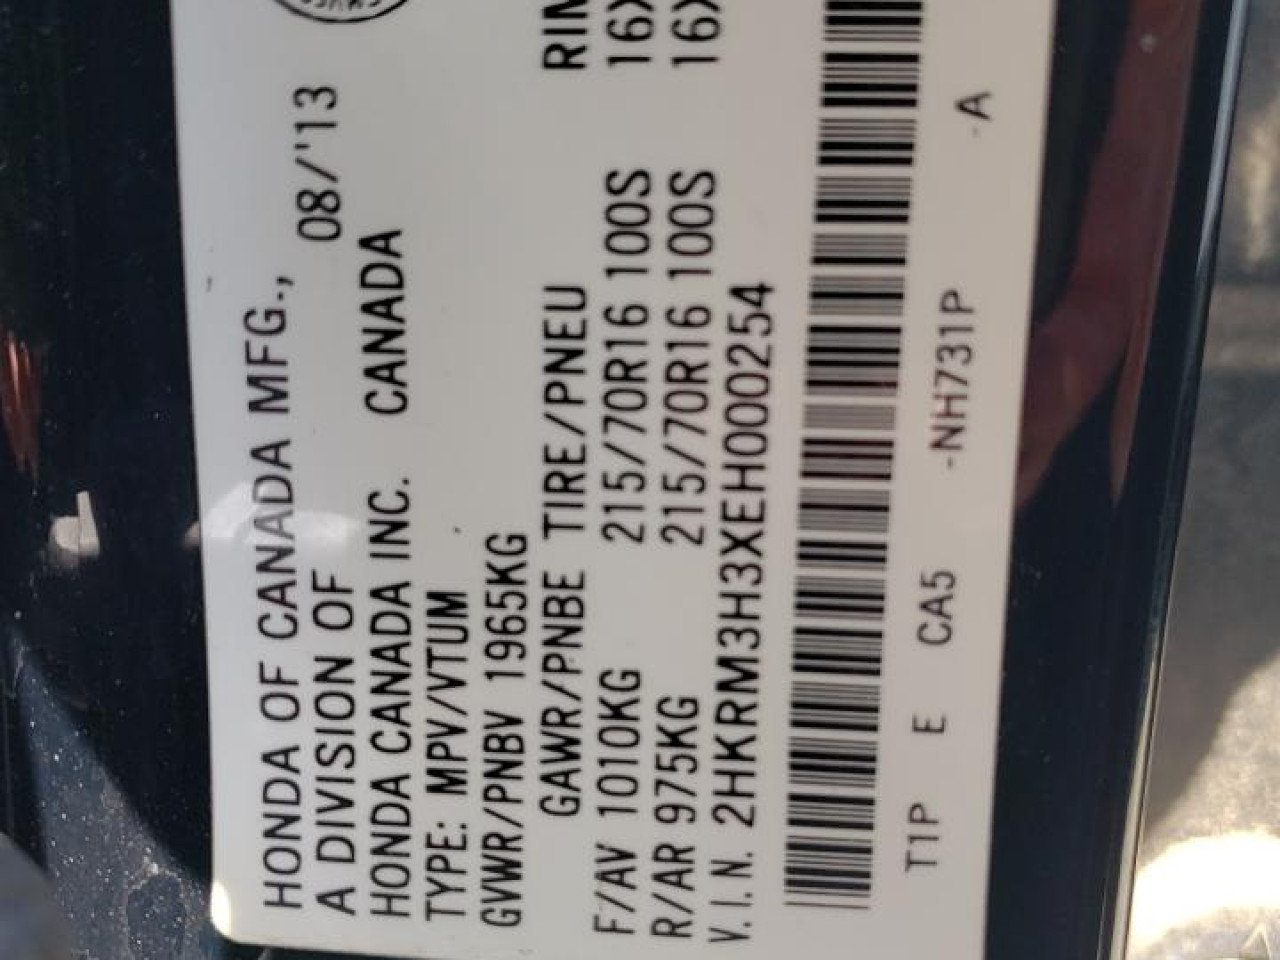 HONDA OF CANADA MFG.,
A DIVISION OF 08/'13
HONDA CANADA INC. CANADA
TYPE: MPV/VTUM
GVWR/PNBV 1965KG
GAWR/PNBE TIRE/PNEU
F/AV 1010KG 215/70R16 100S
R/AR 975KG 215/70R16 100S
V.I.N. 2HKRM3H3XEH000254
T1P E CA5 -NH731P -A